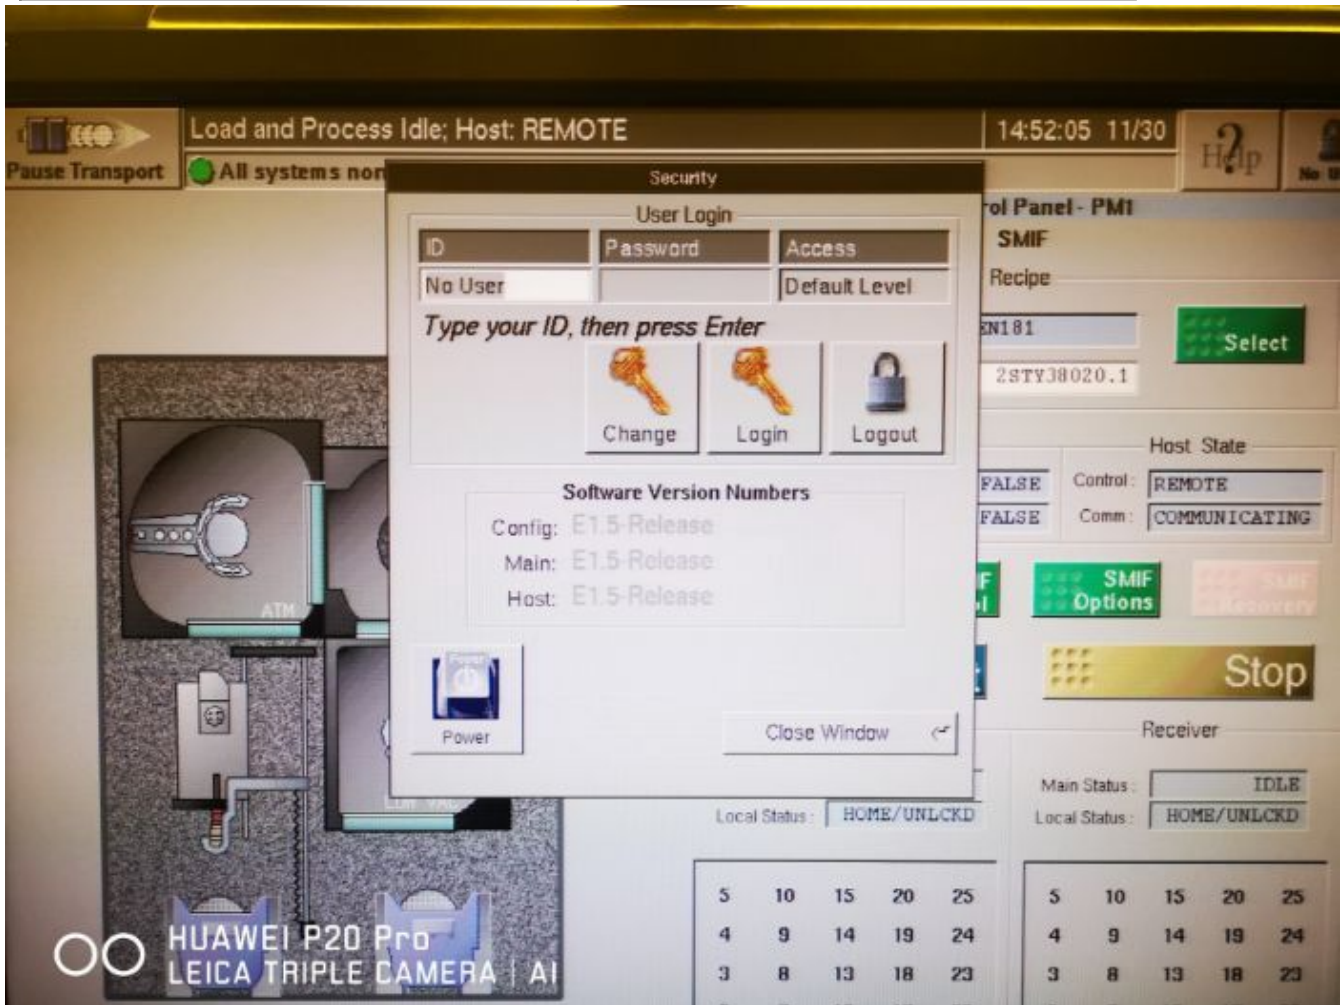 Load and Process Idle; Host: REMOTE
14:52:05 11/30
Help
Pause Transport
All systems nor
No U
Security
User Login
ID Password Access
No User Default Level
Type your ID, then press Enter
Change Login Logout
Software Version Numbers
Config: E1.5-Release
Main: E1.5-Release
Host: E1.5-Release
Power
Close Window
rol Panel - PM1
SMIF
Recipe
EN181
Select
2STY38020.1
Host State
FALSE Control: REMOTE
FALSE Comm: COMMUNICATING
SMIF
Options
SMIF
Recovery
Stop
Receiver
Main Status: IDLE
Local Status: HOME/UNLCKD Local Status: HOME/UNLCKD
ATM
5 10 15 20 25 5 10 15 20 25
4 9 14 19 24 4 9 14 19 24
3 8 13 18 23 3 8 13 18 23
HUAWEI P20 Pro
LEICA TRIPLE CAMERA | AI